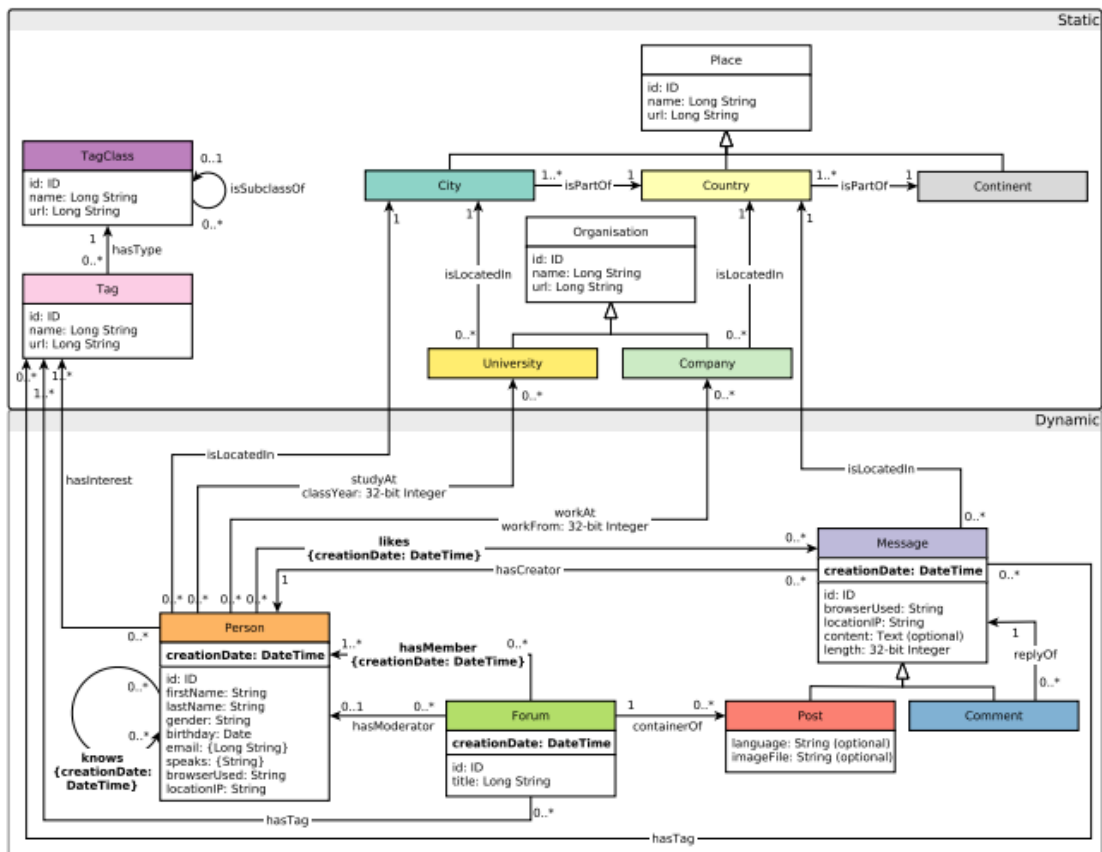 Static
Place
id: ID
name: Long String
url: Long String
TagClass
id: ID
name: Long String
url: Long String
0..1
isSubclassOf
0..*
City
1..*
isPartOf
1
Country
1..*
isPartOf
1
Continent
1
1
1
1
Organisation
id: ID
name: Long String
url: Long String
1
hasType
0..*
isLocatedIn
isLocatedIn
Tag
id: ID
name: Long String
url: Long String
0..*
0..*
University
Company
0..*
1..*
1..*
0..*
0..*
Dynamic
isLocatedIn
hasInterest
studyAt
classYear: 32-bit Integer
isLocatedIn
workAt
workFrom: 32-bit Integer
0..*
likes
{creationDate: DateTime}
0..*
Message
creationDate: DateTime
id: ID
browserUsed: String
locationIP: String
content: Text (optional)
length: 32-bit Integer
1
hasCreator
0..*
0..*
0..*
0..*
0..*
0..*
Person
creationDate: DateTime
id: ID
firstName: String
lastName: String
gender: String
birthday: Date
email: {Long String}
speaks: {String}
browserUsed: String
locationIP: String
0..*
1..*
hasMember
{creationDate: DateTime}
0..*
1
replyOf
0..*
0..*
0..*
knows
{creationDate:
DateTime}
0..1
hasModerator
0..*
Forum
creationDate: DateTime
id: ID
title: Long String
1
containerOf
0..*
Post
language: String (optional)
imageFile: String (optional)
Comment
hasTag
0..*
hasTag